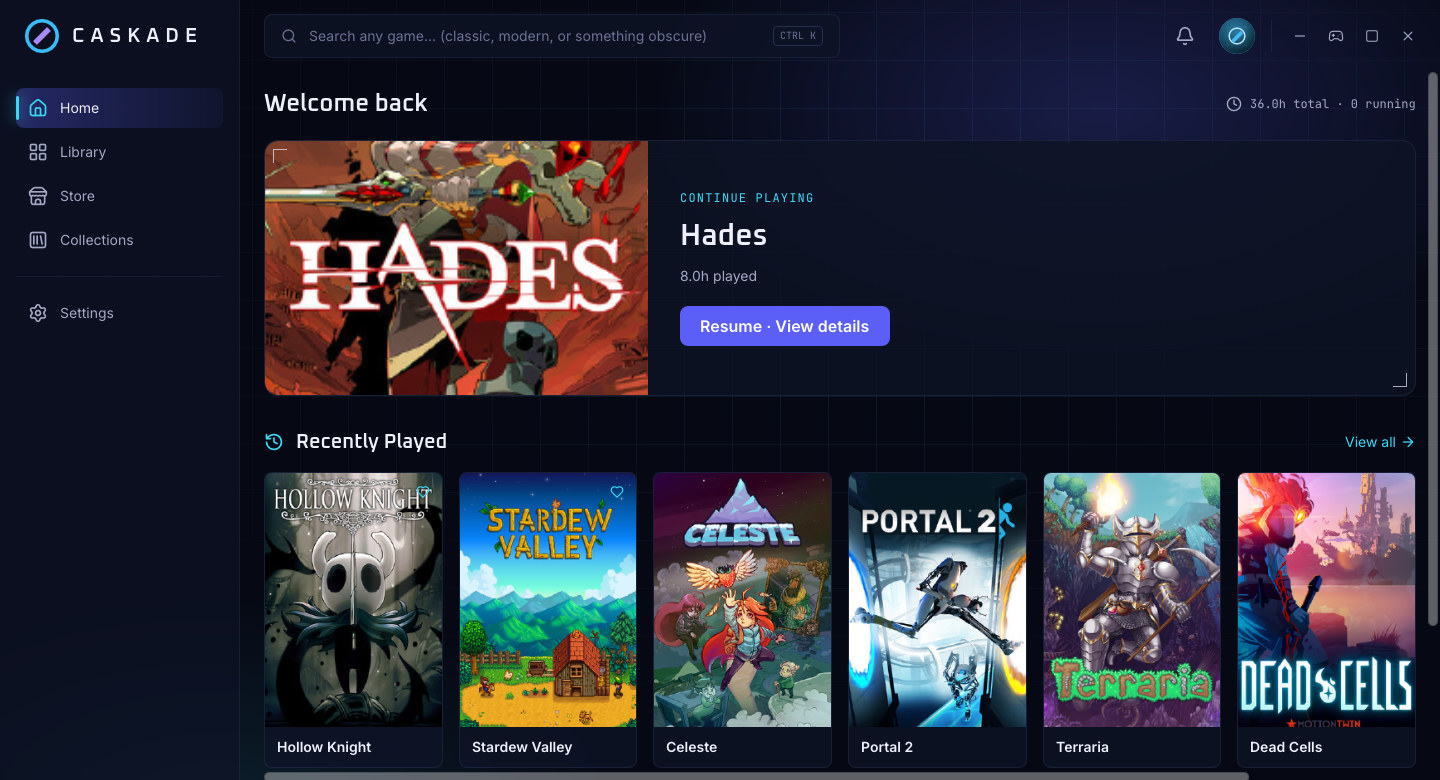 CASKADE
Search any game... (classic, modern, or something obscure)
CTRL K
Home
Library
Store
Collections
Settings
Welcome back
36.0h total · 0 running
HADES
CONTINUE PLAYING
Hades
8.0h played
Resume · View details
Recently Played
View all
HOLLOW KNIGHT
STARDEW
VALLEY
CELESTE
PORTAL 2
Terraria
DEAD CELLS
MOTIONTWIN
Hollow Knight
Stardew Valley
Celeste
Portal 2
Terraria
Dead Cells